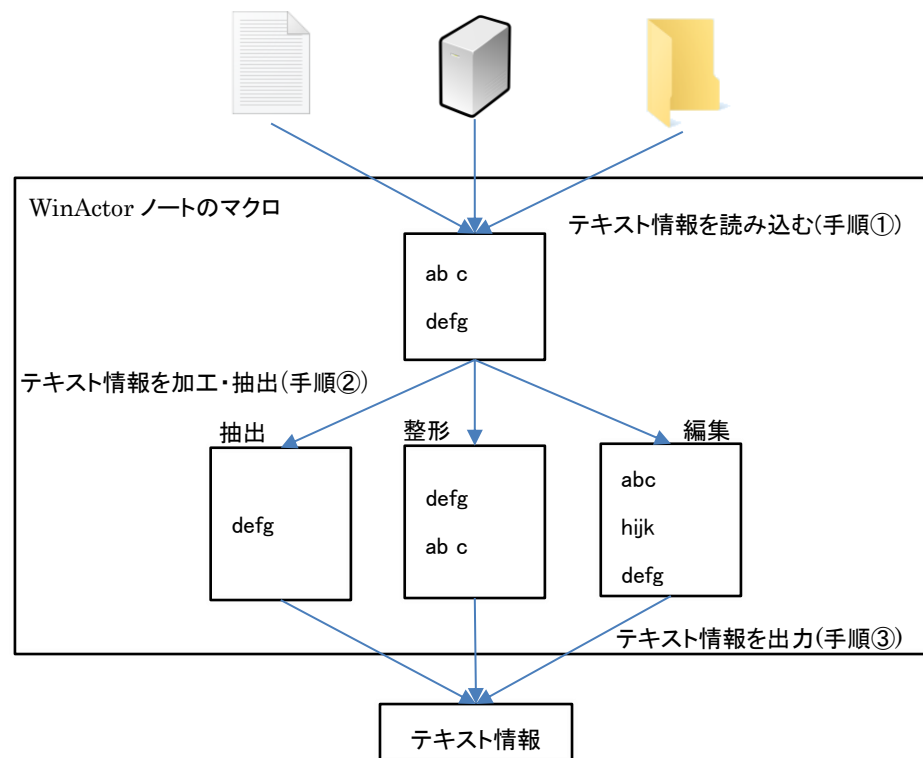 WinActor ノートのマクロ
テキスト情報を読み込む(手順①)
ab c
defg
テキスト情報を加工・抽出(手順②)
抽出
整形
編集
defg
defg
ab c
abc
hijk
defg
テキスト情報を出力(手順③)
テキスト情報